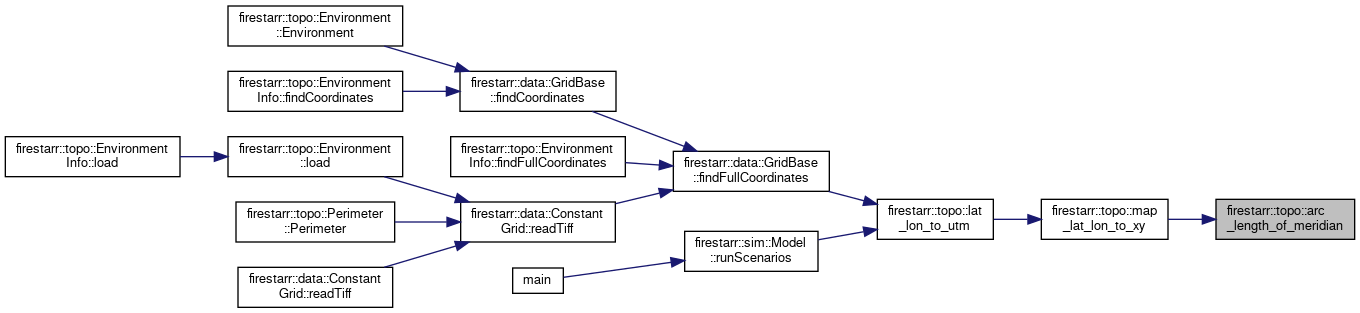 firestarr::topo::Environment
::Environment
firestarr::topo::Environment
Info::findCoordinates
firestarr::data::GridBase
::findCoordinates
firestarr::topo::Environment
Info::load
firestarr::topo::Environment
::load
firestarr::topo::Environment
Info::findFullCoordinates
firestarr::data::GridBase
::findFullCoordinates
firestarr::topo::Perimeter
::Perimeter
firestarr::data::Constant
Grid::readTiff
firestarr::data::Constant
Grid::readTiff
firestarr::sim::Model
::runScenarios
main
firestarr::topo::lat
_lon_to_utm
firestarr::topo::map
_lat_lon_to_xy
firestarr::topo::arc
_length_of_meridian